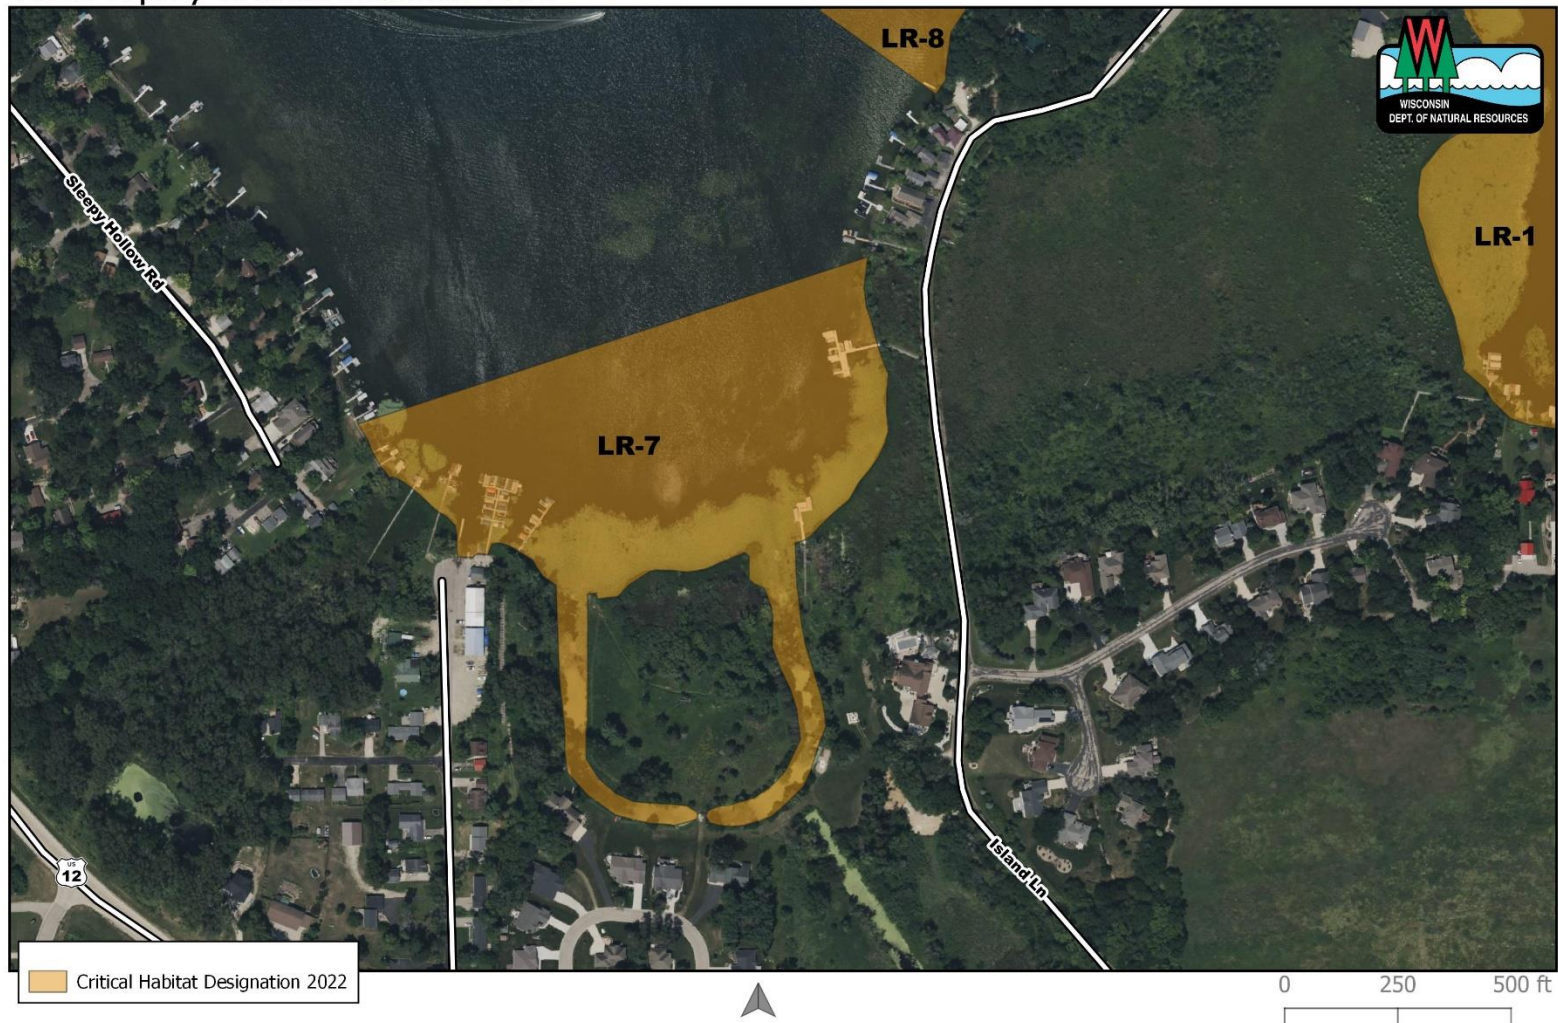 LR-8
W
WISCONSIN
DEPT. OF NATURAL RESOURCES
Sleepy Hollow Rd
LR-1
LR-7
Island Ln
US
12
Critical Habitat Designation 2022
0 250 500 ft